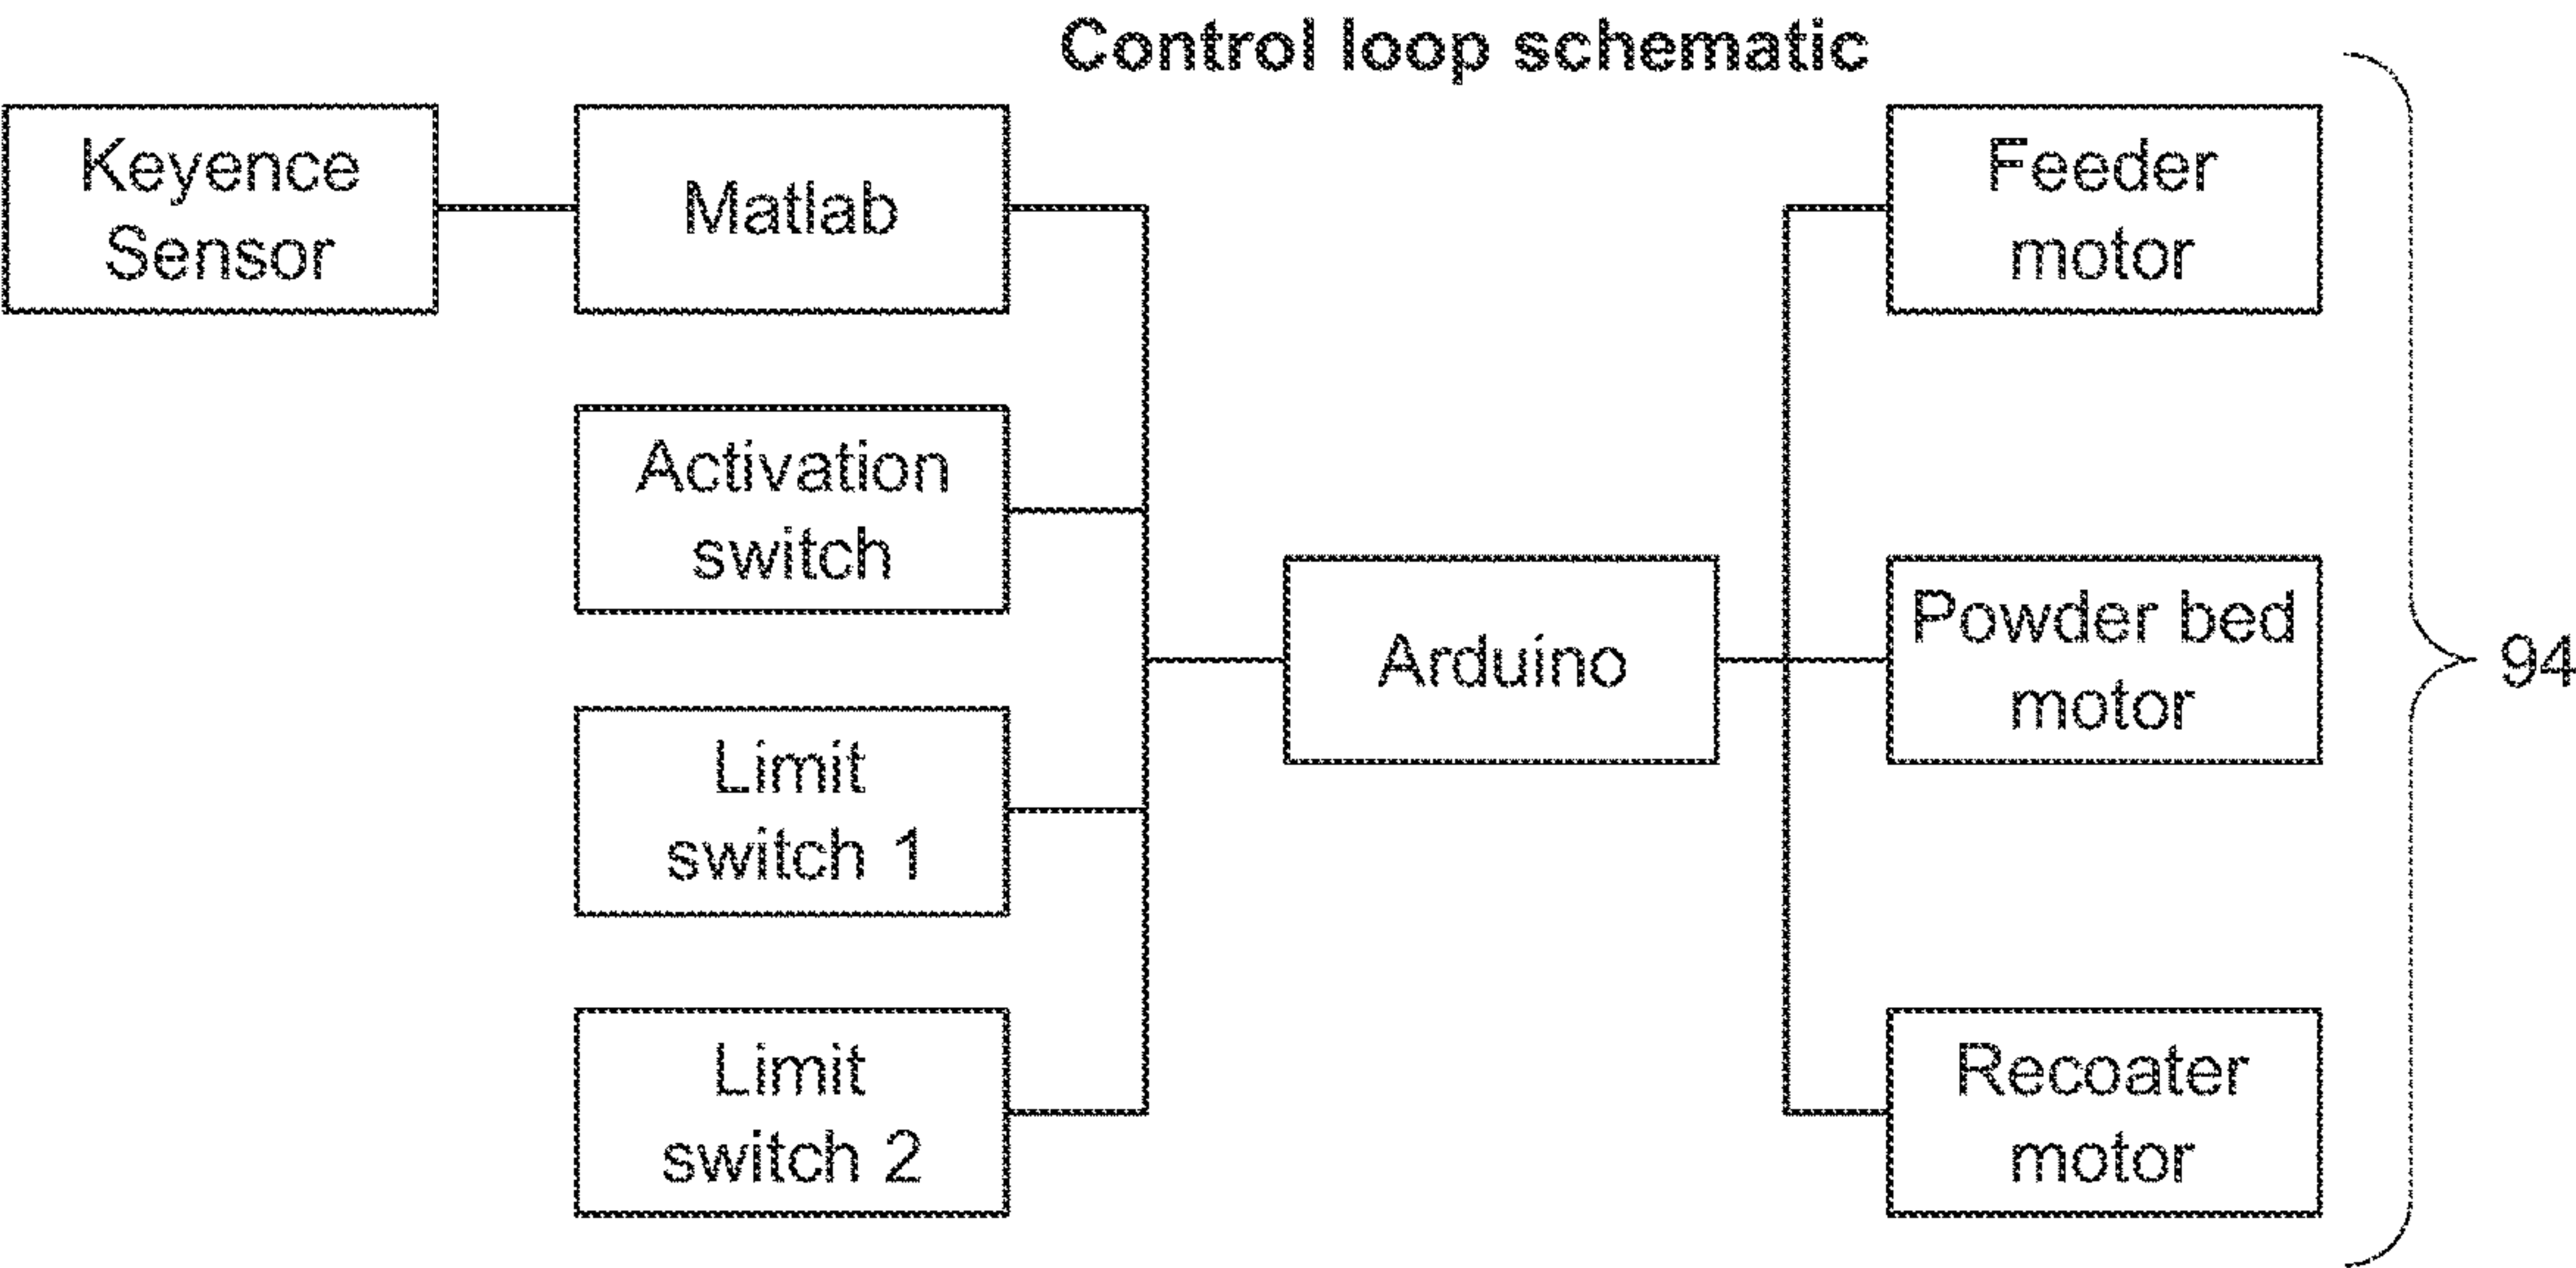 Control loop schematic
Keyence
Sensor
Matlab
Feeder
motor
Activation
switch
Arduino
Powder bed
motor
94
Limit
switch 1
Limit
switch 2
Recoater
motor